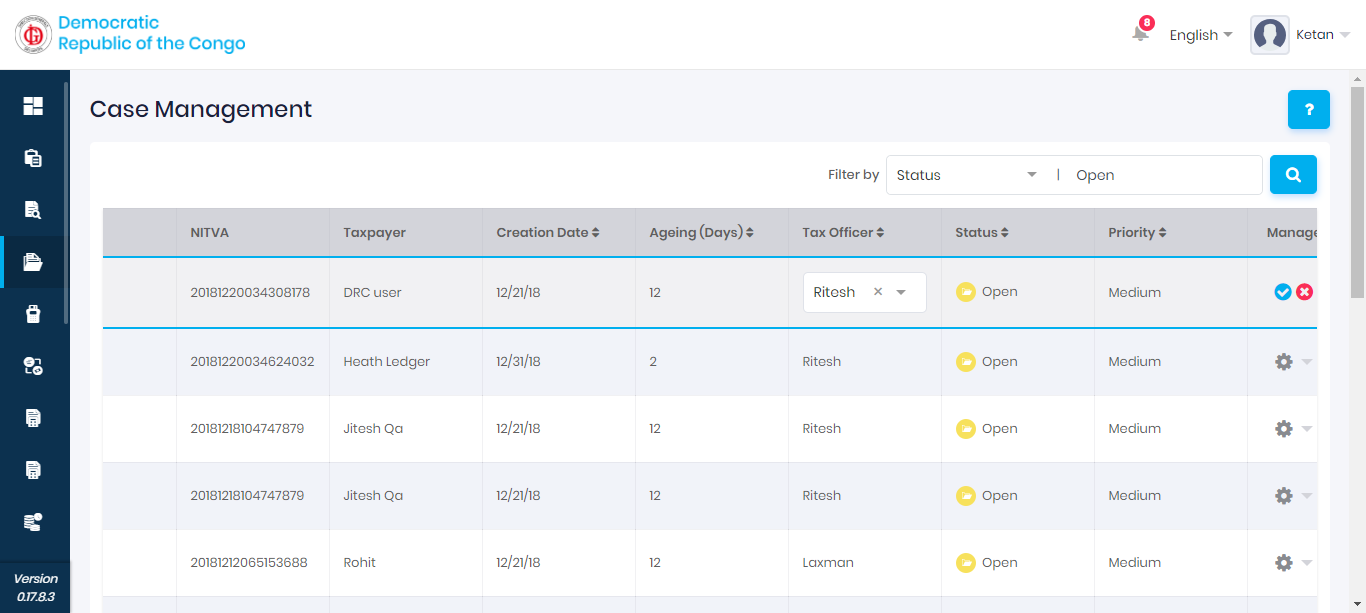 Democratic
Republic of the Congo
8
English
Ketan
Case Management
?
Filter by
Status
Open
NITVA
Taxpayer
Creation Date
Ageing (Days)
Tax Officer
Status
Priority
Manage
20181220034308178
DRC user
12/21/18
12
Ritesh
Open
Medium
20181220034624032
Heath Ledger
12/31/18
2
Ritesh
Open
Medium
20181218104747879
Jitesh Qa
12/21/18
12
Ritesh
Open
Medium
20181218104747879
Jitesh Qa
12/21/18
12
Ritesh
Open
Medium
20181212065153688
Rohit
12/21/18
12
Laxman
Open
Medium
Version
0.17.8.3